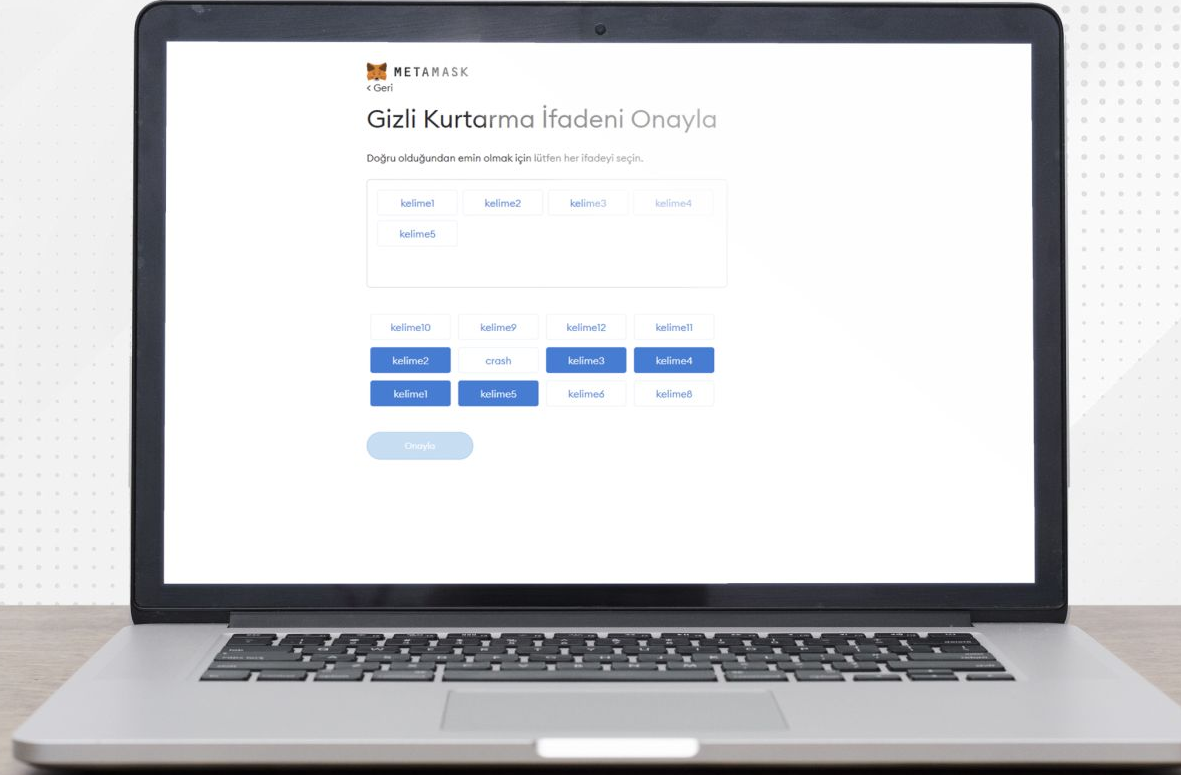 METAMASK
< Geri
Gizli Kurtarma İfadeni Onayla
Doğru olduğundan emin olmak için lütfen her ifadeyi seçin.
kelime1 kelime2 kelime3 kelime4
kelime5
kelime10 kelime9 kelime12 kelime11
kelime2 crash kelime3 kelime4
kelime1 kelime5 kelime6 kelime8
Onayla